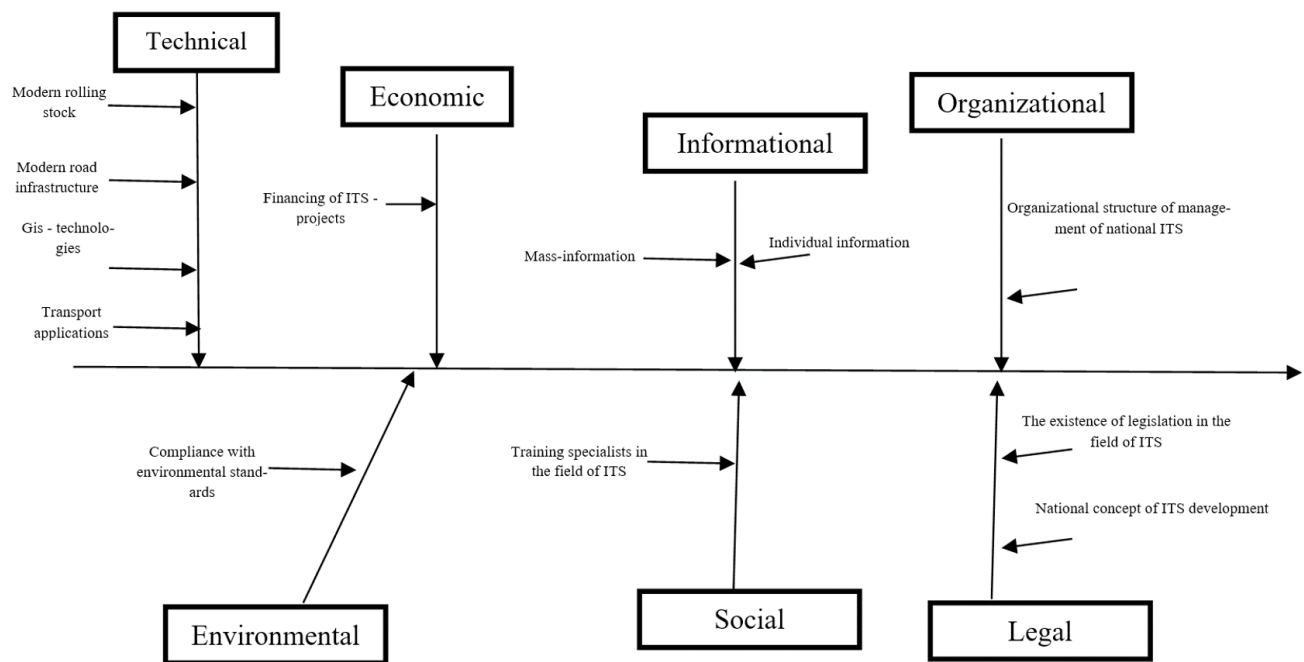 Technical
Modern rolling
stock
Modern road
infrastructure
Gis - technolo-
gies
Transport
applications
Economic
Financing of ITS -
projects
Informational
Mass-information
Individual information
Organizational
Organizational structure of manage-
ment of national ITS
Compliance with
environmental stand-
ards
Environmental
Training specialists in
the field of ITS
Social
The existence of legislation in the
field of ITS
National concept of ITS development
Legal